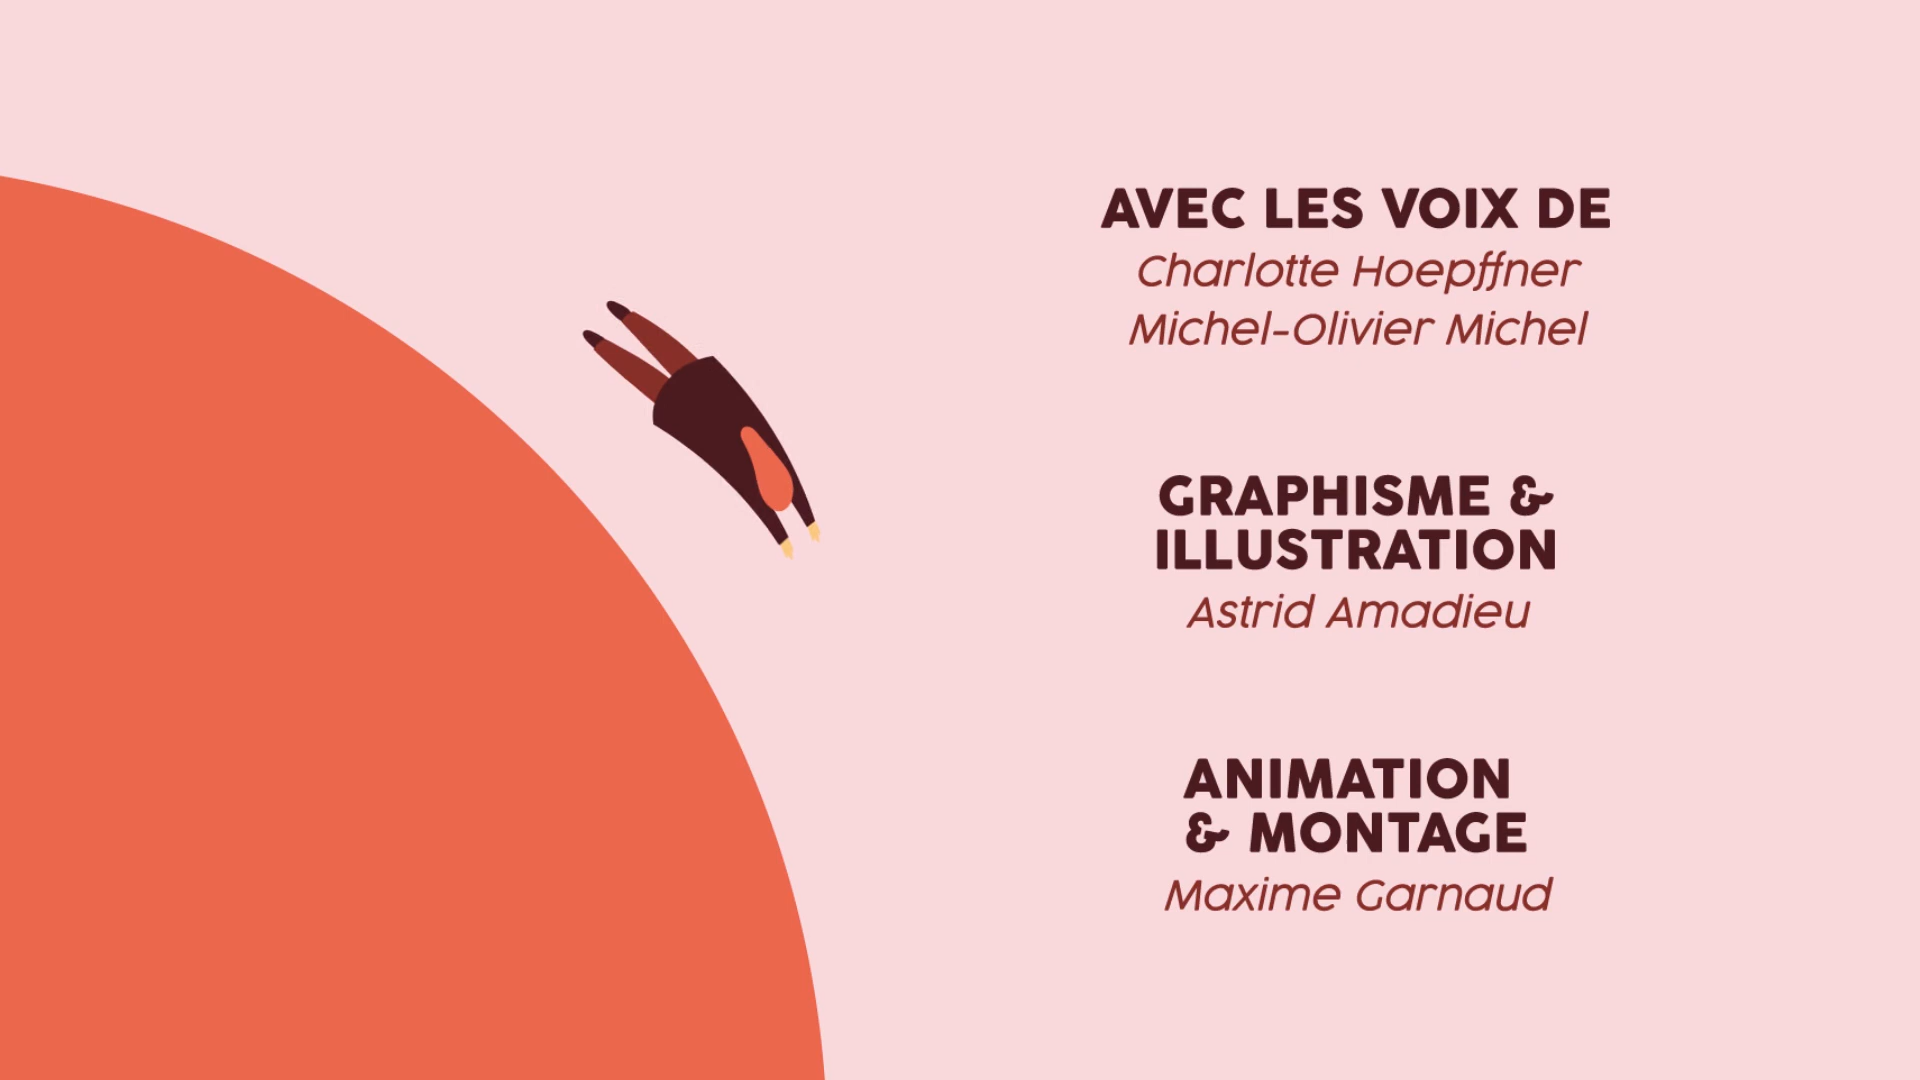 AVEC LES VOIX DE
Charlotte Hoepffner
Michel-Olivier Michel
GRAPHISME &
ILLUSTRATION
Astrid Amadieu
ANIMATION
& MONTAGE
Maxime Garnaud